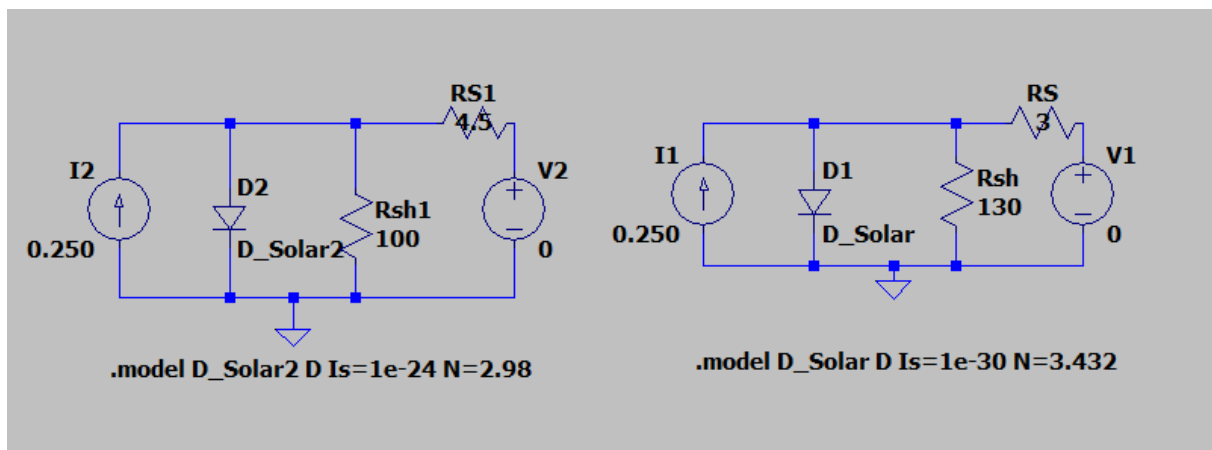 RS1
4.5
I2
0.250
D2
D_Solar2
Rsh1
100
V2
0
.model D_Solar2 D Is=1e-24 N=2.98
RS
3
I1
0.250
D1
D_Solar
Rsh
130
V1
0
.model D_Solar D Is=1e-30 N=3.432